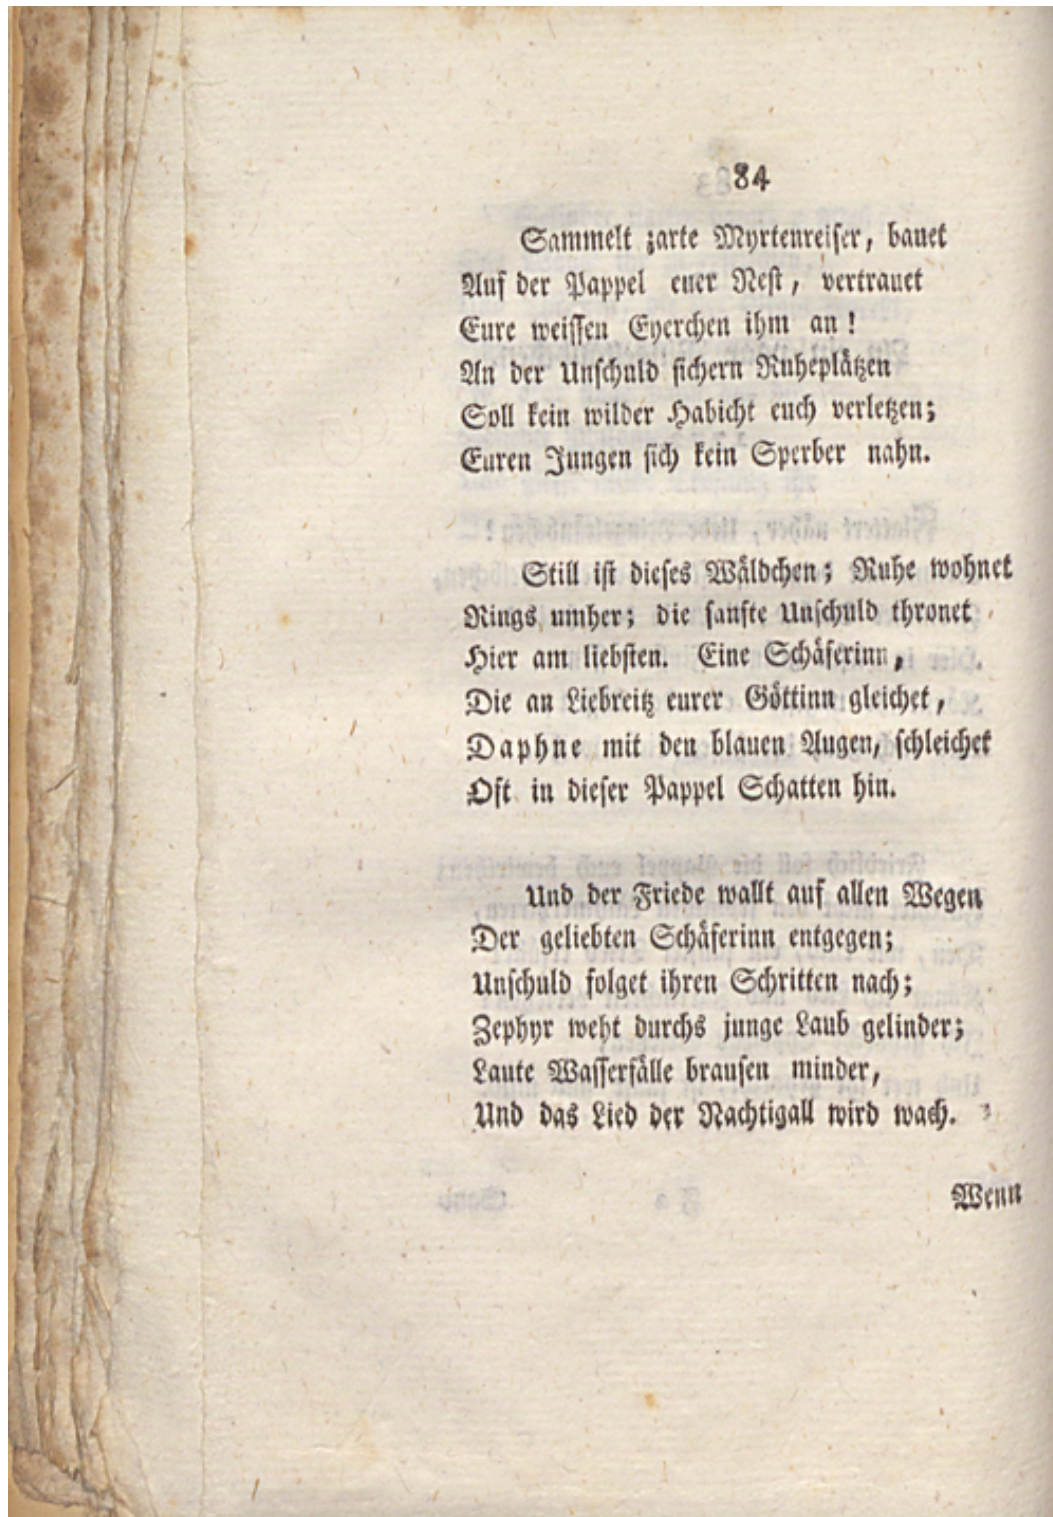 84
Sammelt zarte Myrtenreiser, bauet
Auf der Pappel euer Nest, vertrauet
Eure weissen Eyerchen ihm an!
An der Unschuld sichern Ruheplätzen
Soll kein wilder Habicht euch verletzen;
Euren Jungen sich kein Sperber nahn.
Still ist dieses Wäldchen; Ruhe wohnet
Rings umher; die sanfte Unschuld thronet
Hier am liebsten. Eine Schäferinn,
Die an Liebreitz eurer Göttinn gleichet,
Daphne mit den blauen Augen, schleichet
Oft in dieser Pappel Schatten hin.
Und der Friede wallt auf allen Wegen
Der geliebten Schäferinn entgegen;
Unschuld folget ihren Schritten nach;
Zephyr weht durchs junge Laub gelinder;
Laute Wasserfälle brausen minder,
Und das Lied der Nachtigall wird wach.
Wenn